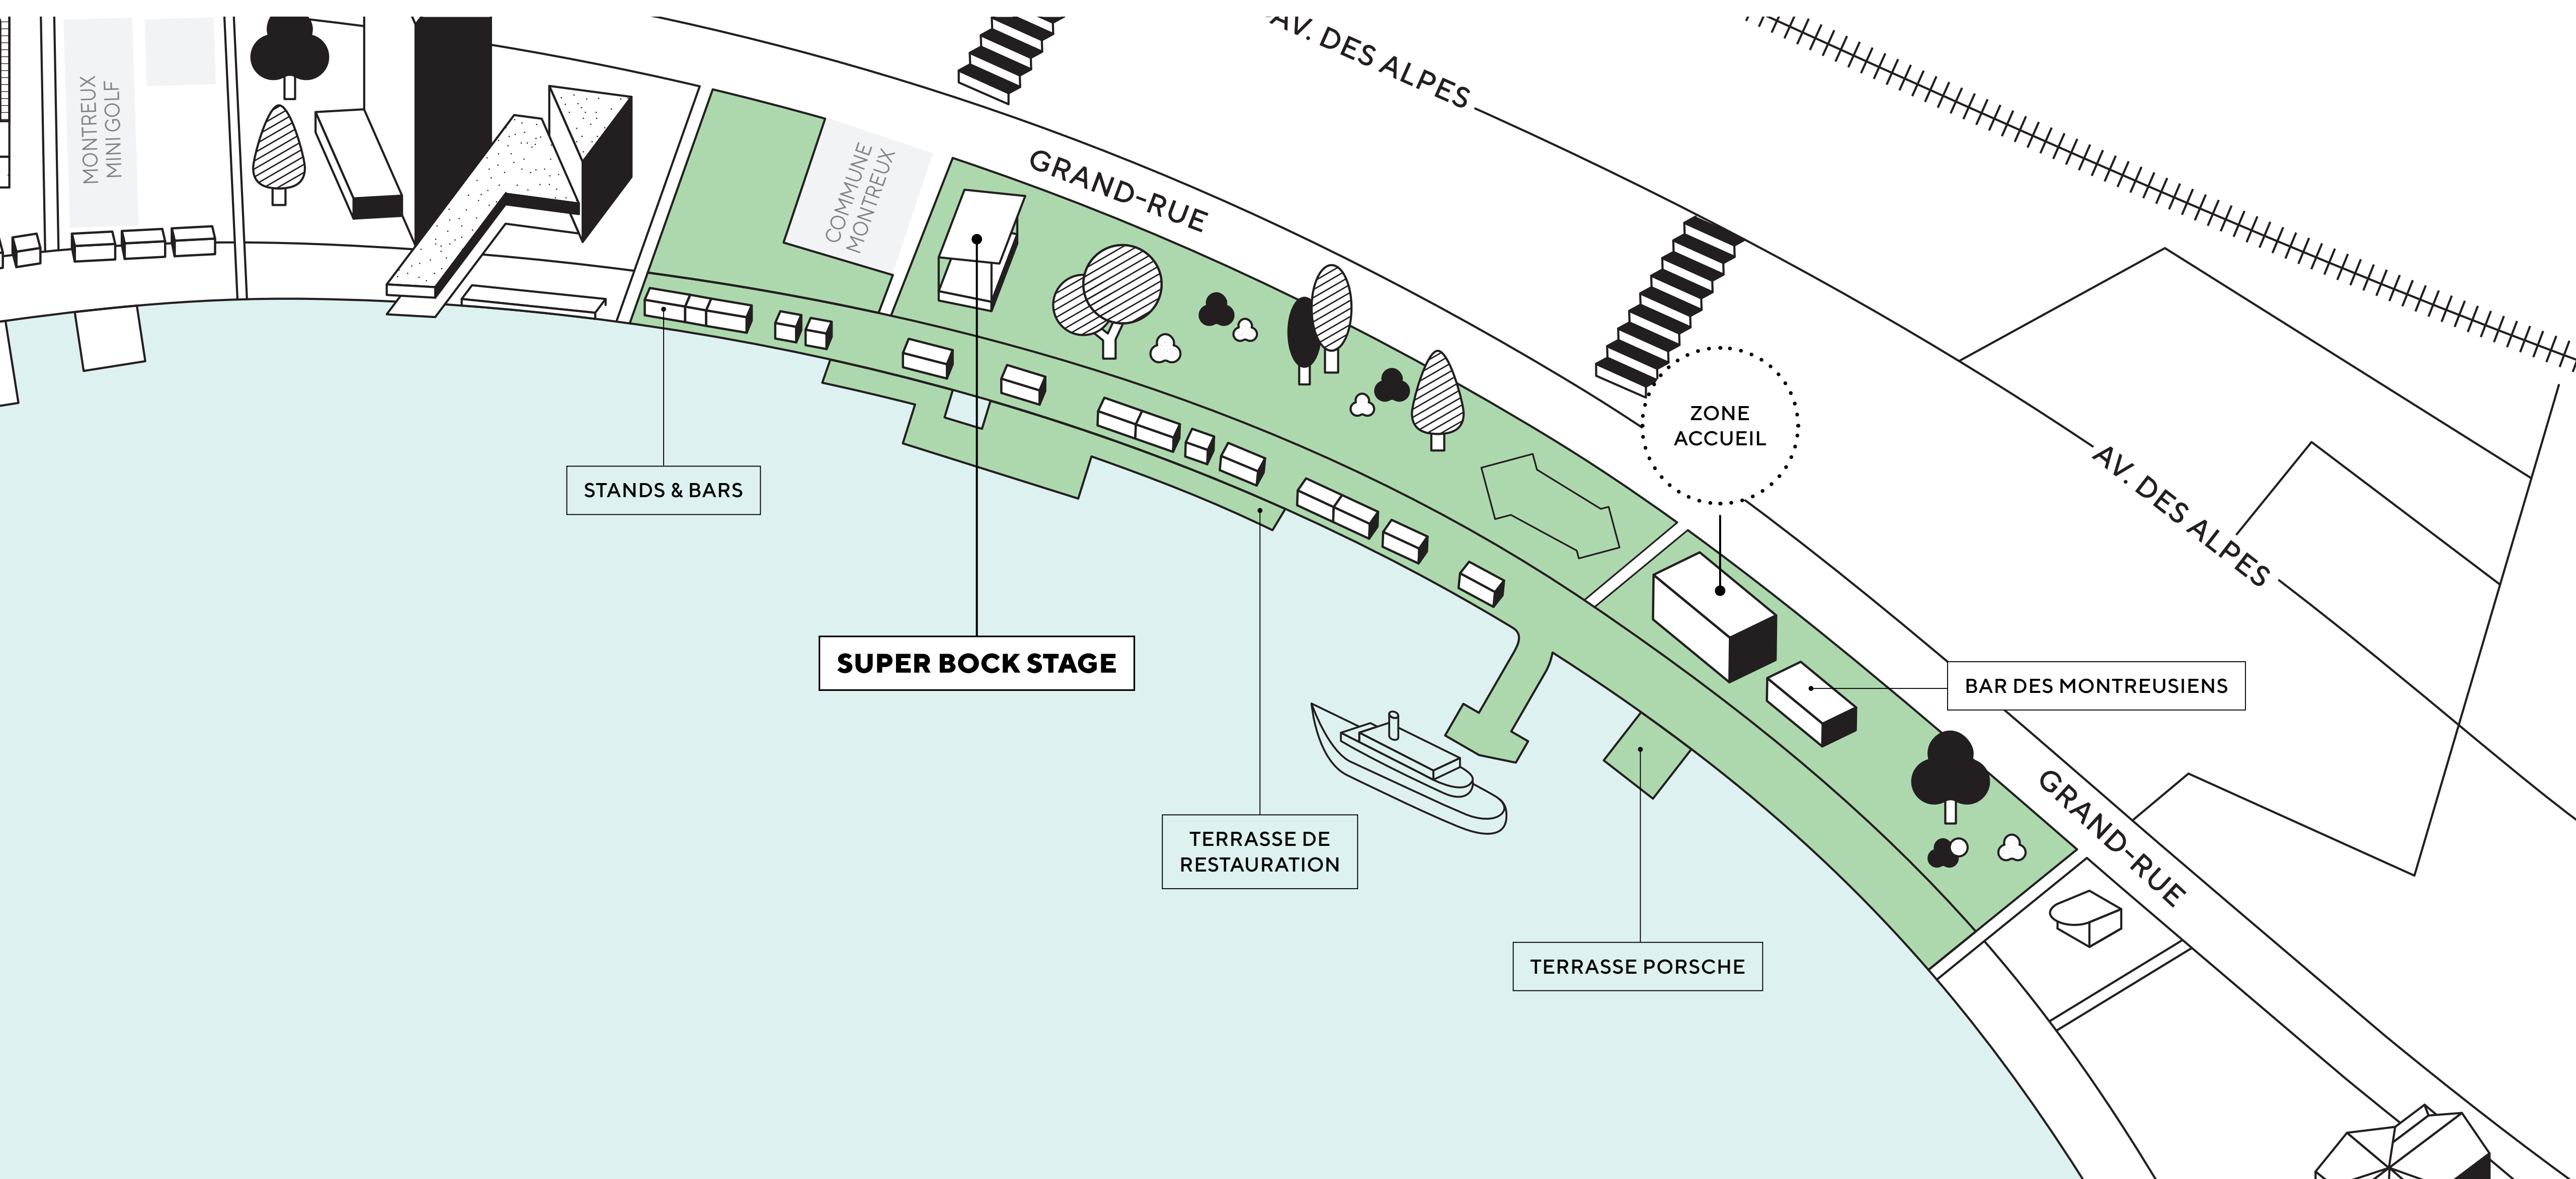 AV. DES ALPES
MONTREUX
MINI GOLF
COMMUNE
MONTREUX
GRAND-RUE
ZONE
ACCUEIL
STANDS & BARS
AV. DES ALPES
SUPER BOCK STAGE
BAR DES MONTREUSIENS
TERRASSE DE
RESTAURATION
GRAND-RUE
TERRASSE PORSCHE